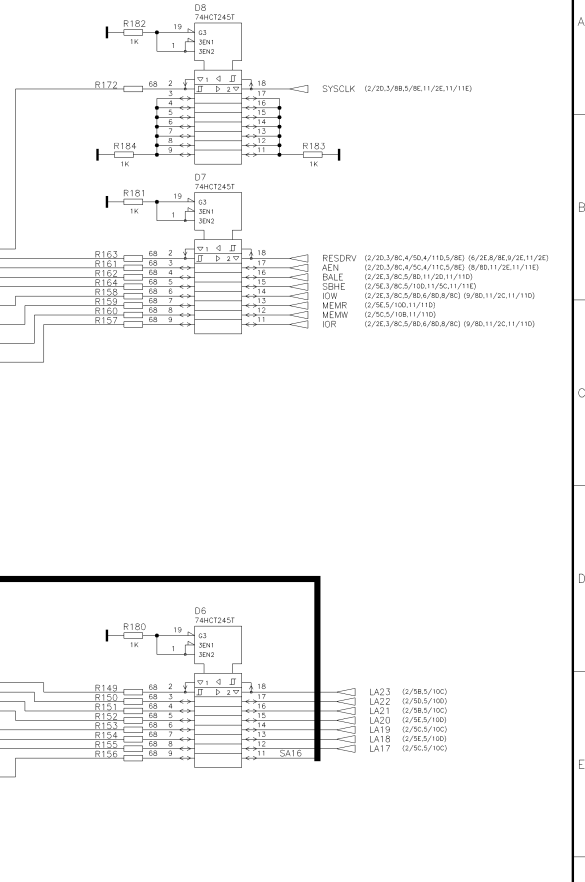 D8
74HCT245T
R182
1K
19
1
G3
3EN1
3EN2
A
R172 68 2 1 2 18 SYSCLK (2/2D,3/8B,5/8E,11/2E,11/11E)
3 17
4 16
5 15
6 14
7 13
8 12
9 11
R184
1K
R183
1K
D7
74HCT245T
R181
1K
19
1
G3
3EN1
3EN2
B
1
R163 68 2 2 18 RESDRV (2/2D,3/8C,4/5D,4/11D,5/8E) (6/2E,8/8E,9/2E,11/2E)
R161 68 3 17 AEN (2/2D,3/8C,4/5C,4/11C,5/8E) (8/8D,11/2E,11/11E)
R162 68 4 16 BALE (2/2E,3/8C,5/8D,11/2D,11/11D)
R164 68 5 15 SBHE (2/5E,3/8C,5/10D,11/5C,11/11E)
R158 68 6 14 IOW (2/2E,3/8C,5/8D,6/8D,8/8C) (9/8D,11/2C,11/11D)
R159 68 7 13 MEMR (2/5E,5/10D,11/11D)
R160 68 8 12 MEMW (2/5C,5/10B,11/11D)
R157 68 9 11 IOR (2/2E,3/8C,5/8D,6/8D,8/8C) (9/8D,11/2C,11/11D)
C
D
D6
74HCT245T
R180
1K
19
1
G3
3EN1
3EN2
1
R149 68 2 2 18 LA23 (2/5B,5/10C)
R150 68 3 17 LA22 (2/5D,5/10D)
R151 68 4 16 LA21 (2/5B,5/10C)
R152 68 5 15 LA20 (2/5E,5/10D)
R153 68 6 14 LA19 (2/5C,5/10C)
R154 68 7 13 LA18 (2/5E,5/10D)
R155 68 8 12 LA17 (2/5C,5/10C)
R156 68 9 11 SA16
E